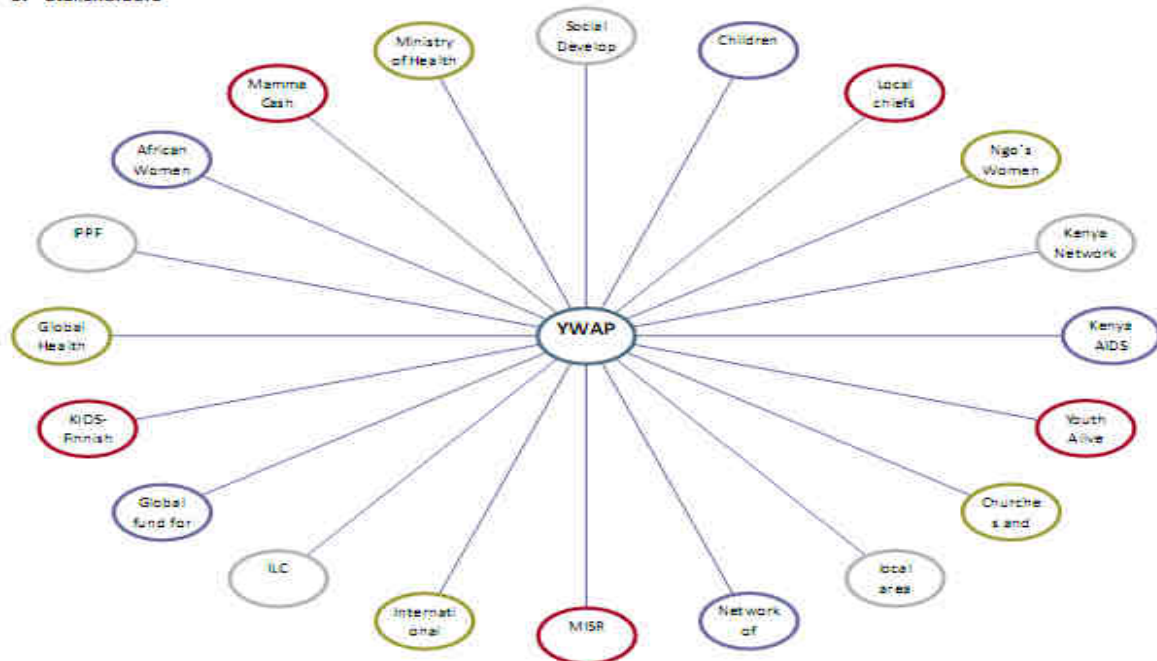 Social
Develop
Children
Local
chiefs
Ngo's
Women
Kenya
Network
Kenya
AIDS
Youth
Alive
Churche
s and
local
area
Network
of
MISR
Internati
onal
ILC
Global
fund for
KIDS-
Finnish
Global
Health
IPPF
African
Women
Mamma
Cash
Ministry
of Health
YWAP